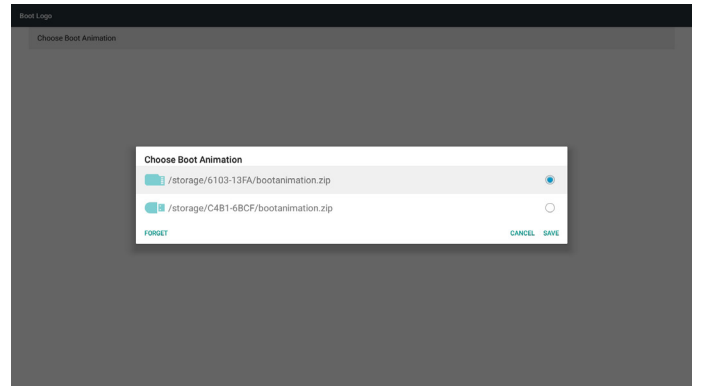 Boot Logo
Choose Boot Animation
Choose Boot Animation
/storage/6103-13FA/bootanimation.zip
/storage/C4B1-6BCF/bootanimation.zip
FORGET CANCEL SAVE